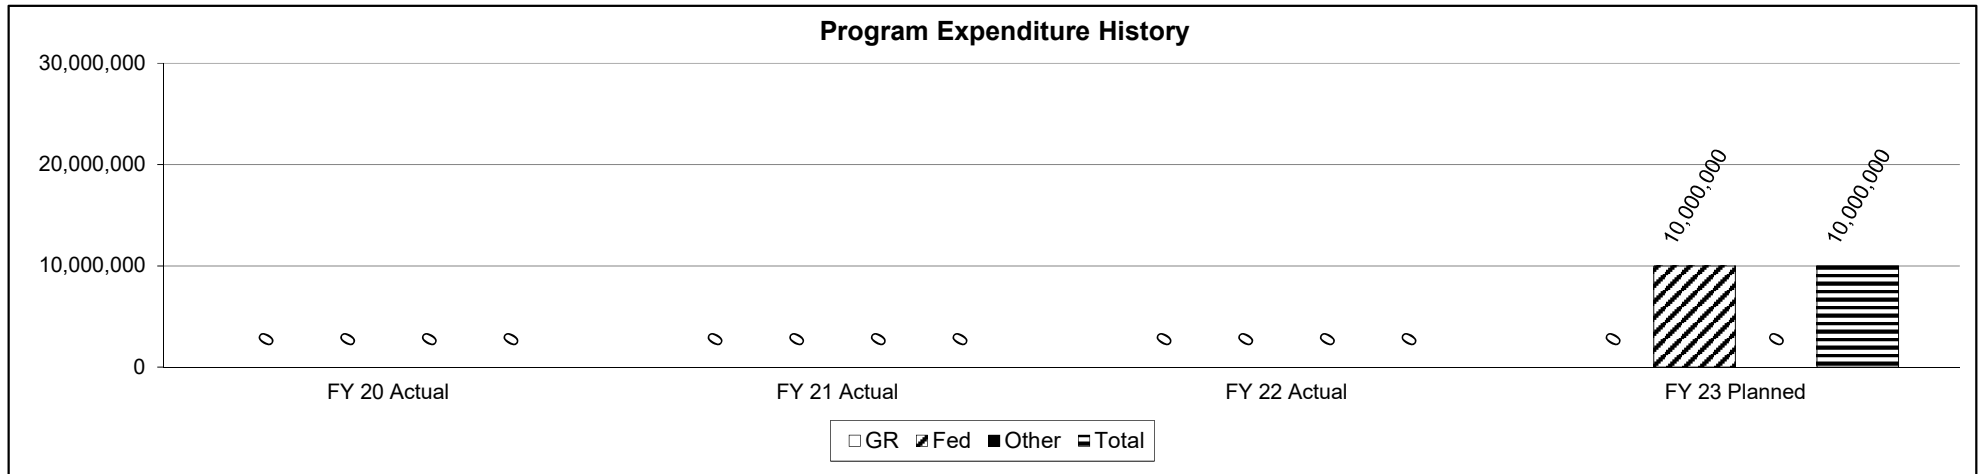 Program Expenditure History
30,000,000
20,000,000
10,000,000
0
0 0 0 0 0 0 0 0 0 0 0 0 0 10,000,000 0 10,000,000
FY 20 Actual FY 21 Actual FY 22 Actual FY 23 Planned
GR Fed Other Total